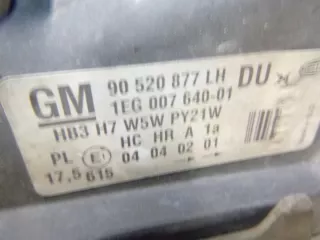 GM 90 520 877 LH DU
1EG 007 640-01
HB3 H7 W5W PY21W
HC HR A 1a
PL E1 04 04 02 01
17,5 615